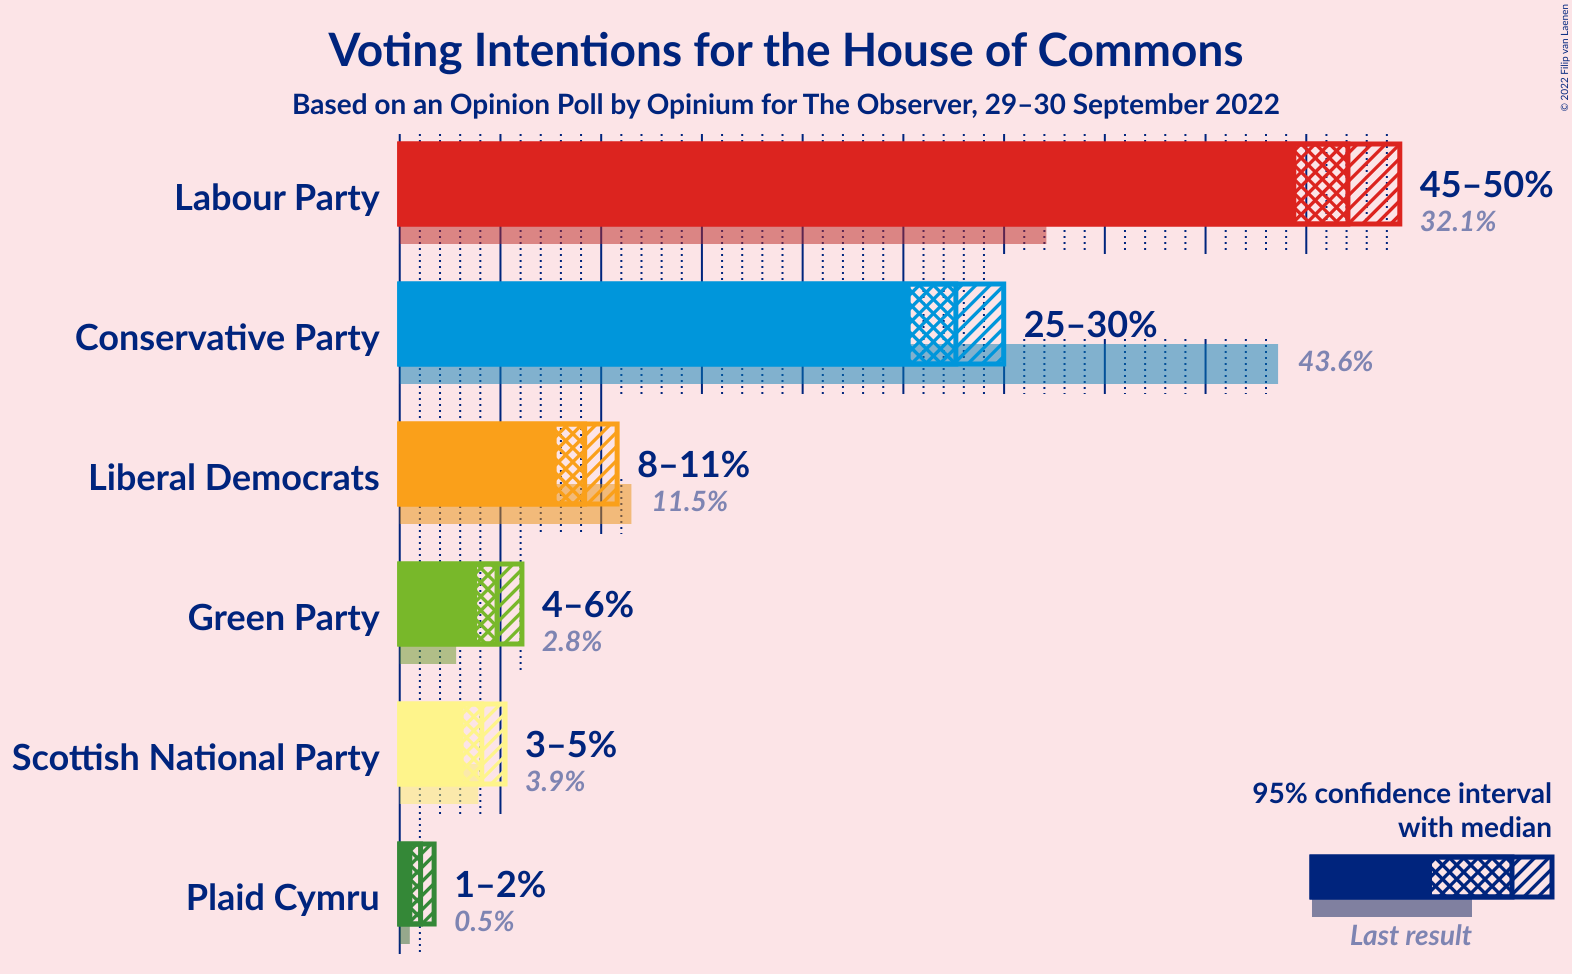 Voting Intentions for the House of Commons
Based on an Opinion Poll by Opinium for The Observer, 29–30 September 2022
© 2022 Filip van Laenen
Labour Party
45–50%
32.1%
Conservative Party
25–30%
43.6%
Liberal Democrats
8–11%
11.5%
Green Party
4–6%
2.8%
Scottish National Party
3–5%
3.9%
Plaid Cymru
1–2%
0.5%
95% confidence interval
with median
Last result